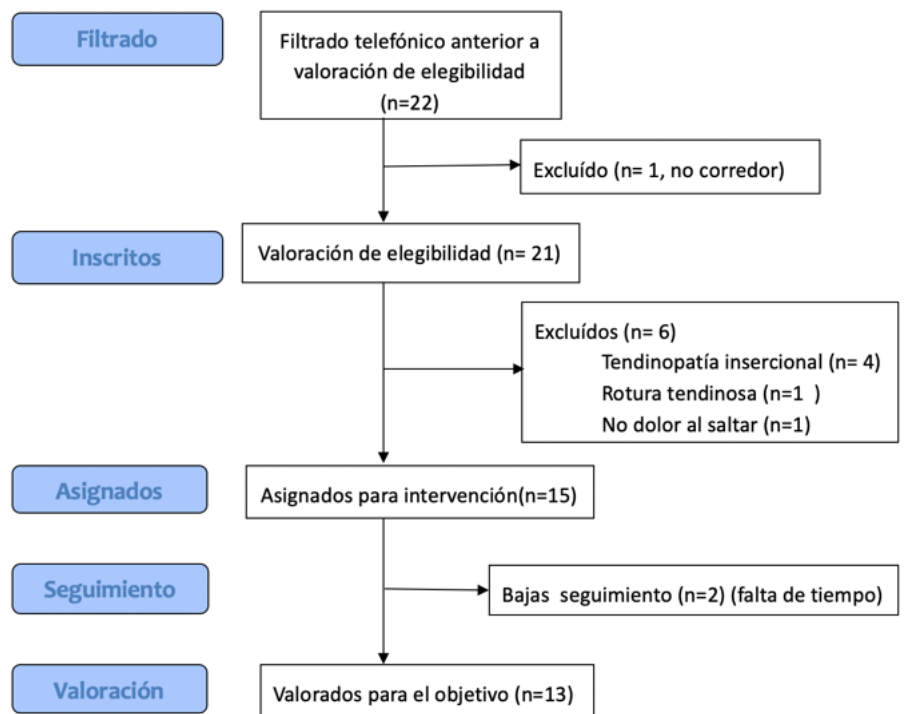 Filtrado
Filtrado telefónico anterior a
valoración de elegibilidad
(n=22)
Excluído (n= 1, no corredor)
Inscritos
Valoración de elegibilidad (n= 21)
Excluídos (n= 6)
Tendinopatía insercional (n= 4)
Rotura tendinosa (n=1  )
No dolor al saltar (n=1)
Asignados
Asignados para intervención(n=15)
Seguimiento
Bajas  seguimiento (n=2) (falta de tiempo)
Valoración
Valorados para el objetivo (n=13)